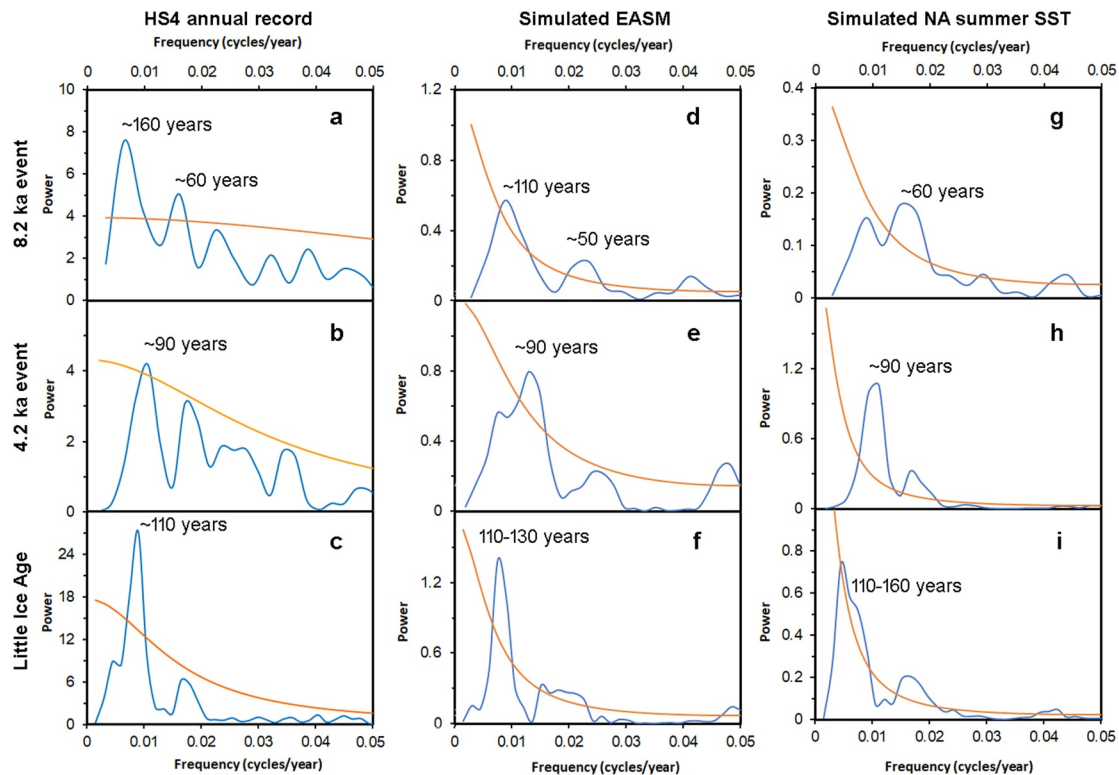 HS4 annual record
Simulated EASM
Simulated NA summer SST
Frequency (cycles/year)
Frequency (cycles/year)
Frequency (cycles/year)
0 0.01 0.02 0.03 0.04 0.05
0 0.01 0.02 0.03 0.04 0.05
0 0.01 0.02 0.03 0.04 0.05
8.2 ka event
Power
10
8
6
4
2
0
a
~160 years
~60 years
Power
1.2
0.8
0.4
0
d
~110 years
~50 years
Power
0.4
0.3
0.2
0.1
0
g
~60 years
4.2 ka event
Power
4
2
0
b
~90 years
Power
0.8
0.4
0
e
~90 years
Power
1.2
0.6
0
h
~90 years
Little Ice Age
Power
24
18
12
6
0
c
~110 years
Power
1.2
0.6
0
f
110-130 years
Power
0.8
0.6
0.4
0.2
0
i
110-160 years
0 0.01 0.02 0.03 0.04 0.05
0 0.01 0.02 0.03 0.04 0.05
0 0.01 0.02 0.03 0.04 0.05
Frequency (cycles/year)
Frequency (cycles/year)
Frequency (cycles/year)